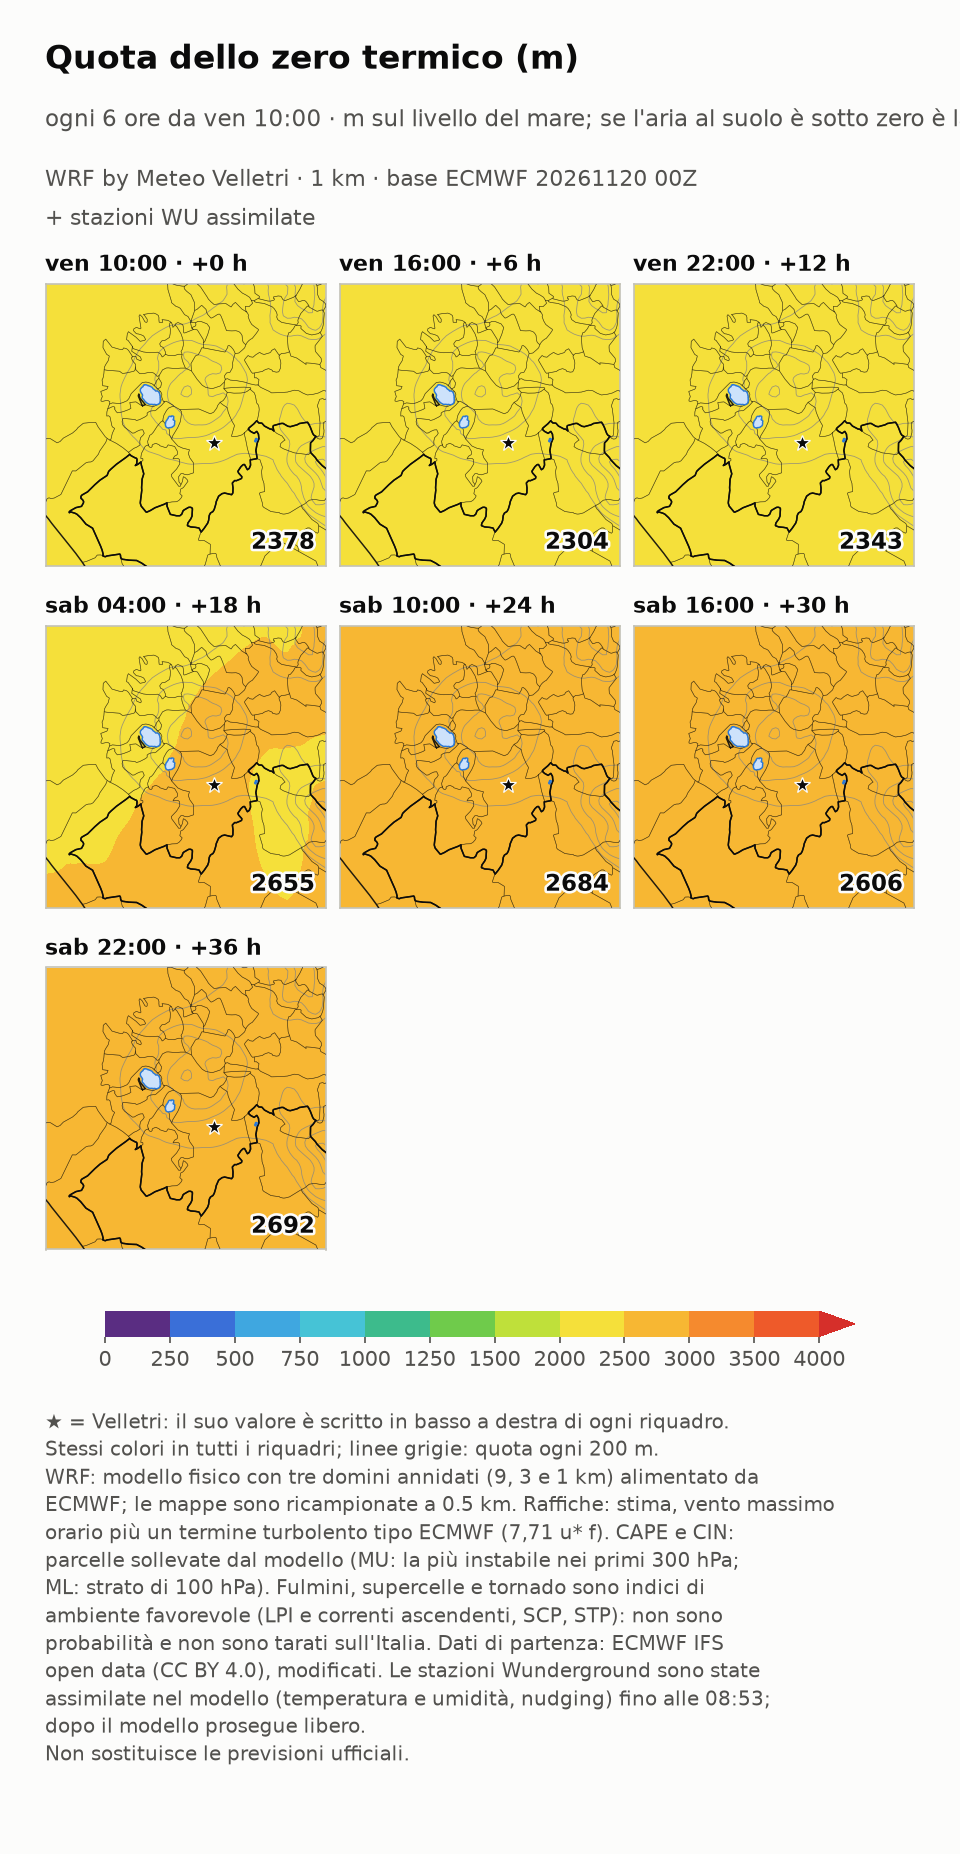 Quota dello zero termico (m)
ogni 6 ore da ven 10:00 · m sul livello del mare; se l'aria al suolo è sotto zero è l
WRF by Meteo Velletri · 1 km · base ECMWF 20261120 00Z
+ stazioni WU assimilate
ven 10:00 · +0 h
ven 16:00 · +6 h
ven 22:00 · +12 h
2378
2304
2343
sab 04:00 · +18 h
sab 10:00 · +24 h
sab 16:00 · +30 h
2655
2684
2606
sab 22:00 · +36 h
2692
0 250 500 750 1000 1250 1500 2000 2500 3000 3500 4000
★ = Velletri: il suo valore è scritto in basso a destra di ogni riquadro.
Stessi colori in tutti i riquadri; linee grigie: quota ogni 200 m.
WRF: modello fisico con tre domini annidati (9, 3 e 1 km) alimentato da
ECMWF; le mappe sono ricampionate a 0.5 km. Raffiche: stima, vento massimo
orario più un termine turbolento tipo ECMWF (7,71 u* f). CAPE e CIN:
parcelle sollevate dal modello (MU: la più instabile nei primi 300 hPa;
ML: strato di 100 hPa). Fulmini, supercelle e tornado sono indici di
ambiente favorevole (LPI e correnti ascendenti, SCP, STP): non sono
probabilità e non sono tarati sull'Italia. Dati di partenza: ECMWF IFS
open data (CC BY 4.0), modificati. Le stazioni Wunderground sono state
assimilate nel modello (temperatura e umidità, nudging) fino alle 08:53;
dopo il modello prosegue libero.
Non sostituisce le previsioni ufficiali.